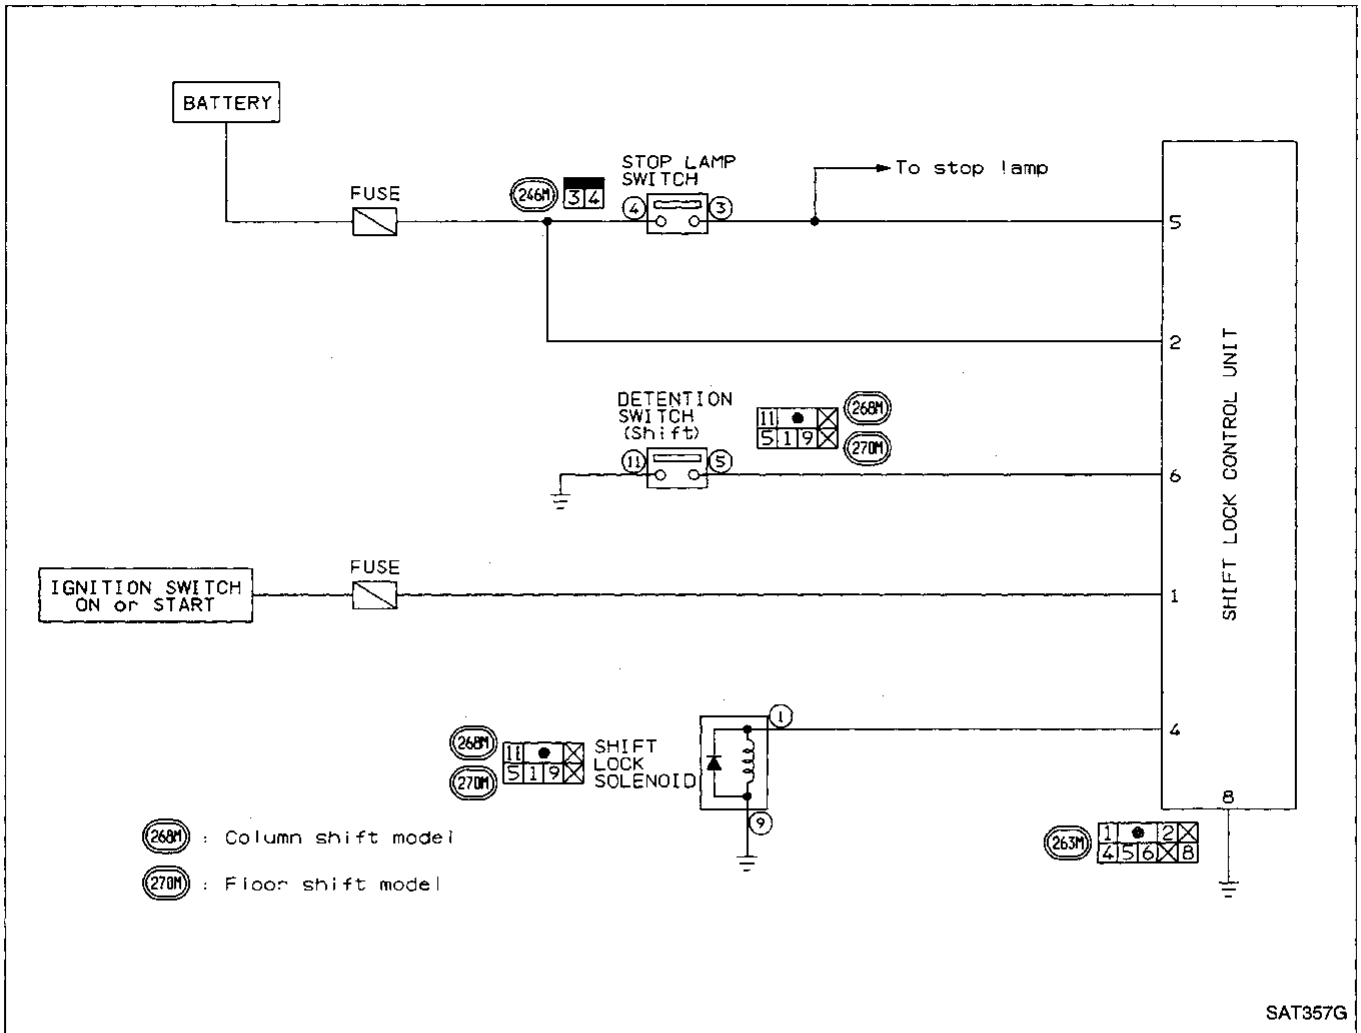 BATTERY
FUSE
246M
3 4
STOP LAMP
SWITCH
4
3
To stop lamp
5
2
DETENTION
SWITCH
(Shift)
11
5
11
5 1 9
268M
270M
6
SHIFT LOCK CONTROL UNIT
IGNITION SWITCH
ON or START
FUSE
1
268M
270M
11
5 1 9
SHIFT
LOCK
SOLENOID
1
9
4
8
263M
1 2
4 5 6 8
268M : Column shift model
270M : Floor shift model
SAT357G